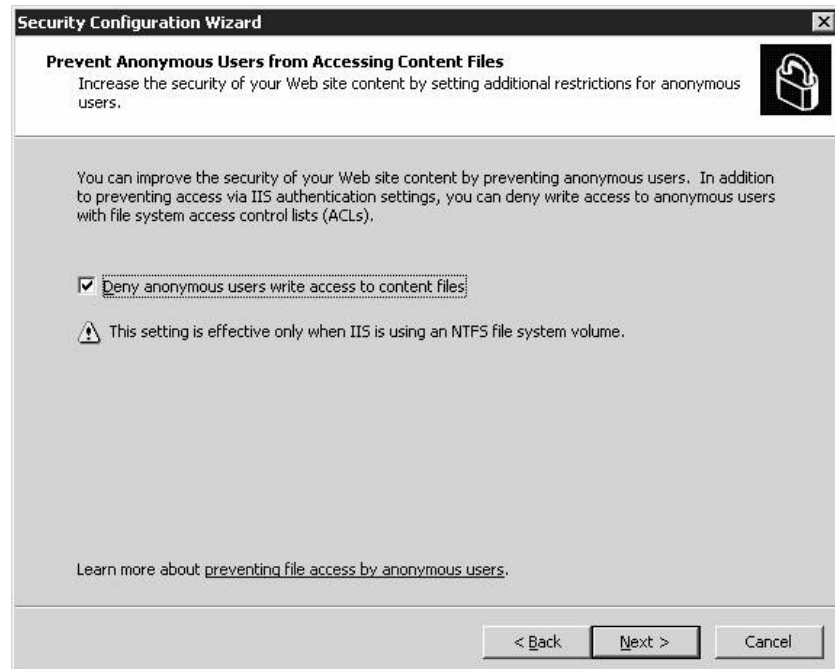 Security Configuration Wizard
Prevent Anonymous Users from Accessing Content Files
Increase the security of your Web site content by setting additional restrictions for anonymous
users.
You can improve the security of your Web site content by preventing anonymous users. In addition
to preventing access via IIS authentication settings, you can deny write access to anonymous users
with file system access control lists (ACLs).
Deny anonymous users write access to content files
This setting is effective only when IIS is using an NTFS file system volume.
Learn more about preventing file access by anonymous users.
< Back Next > Cancel